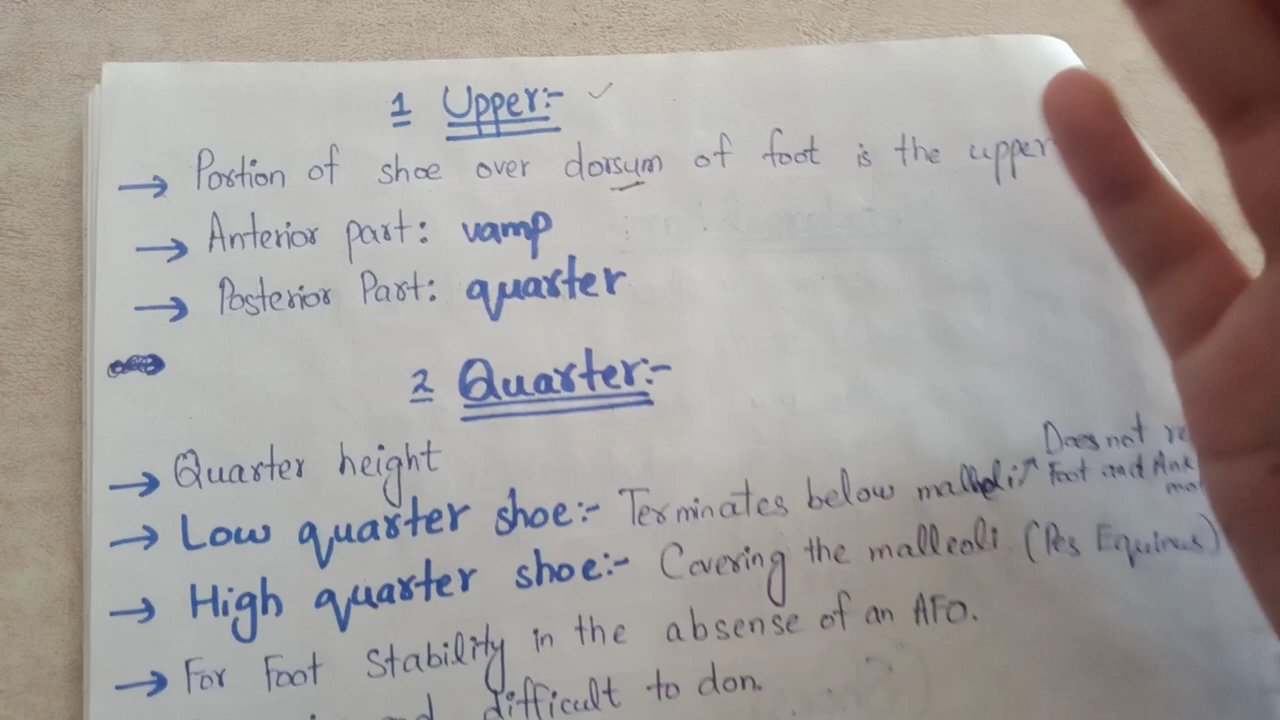 1 Upper:-
→ Portion of shoe over dorsum of foot is the upper
→ Anterior part: vamp
→ Posterior Part: quarter
2 Quarter:-
→ Quarter height
Does not
→ Low quarter shoe:- Terminates below malleoli ↗ Foot and
→ High quarter shoe:- Covering the malleoli (Pes Equinus)
→ For Foot Stability in the absense of an AFO.
difficult to don.